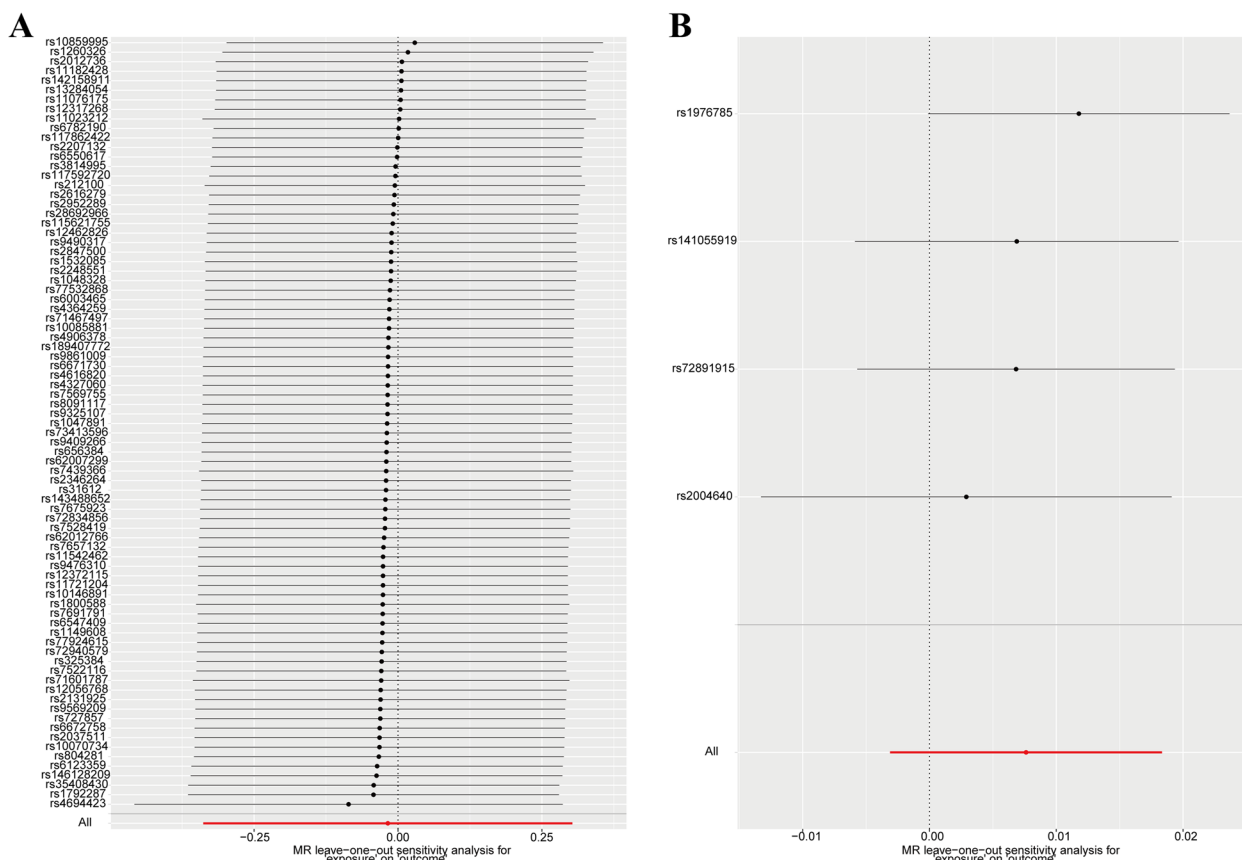 A
rs10859995
rs1260326
rs2012736
rs11182428
rs142158911
rs13284054
rs11076175
rs12317268
rs11023212
rs6782190
rs117862422
rs2207132
rs6550617
rs3814995
rs117592720
rs212100
rs2616279
rs2952289
rs28692966
rs115621755
rs12462826
rs9490317
rs2847500
rs1532085
rs2248551
rs1048328
rs77532868
rs6003465
rs4364259
rs71467497
rs10085881
rs4906378
rs189407772
rs9861009
rs6671730
rs4616820
rs4327060
rs7569755
rs8091117
rs9325107
rs1047891
rs73413596
rs9409266
rs656384
rs62007299
rs7439366
rs2346264
rs31612
rs143488652
rs7675923
rs72834856
rs7528419
rs62012766
rs7657132
rs11542462
rs9476310
rs12372115
rs11721204
rs10146891
rs1800588
rs7691791
rs6547409
rs1149608
rs77924615
rs72940579
rs325384
rs7522116
rs71601787
rs12056768
rs2131925
rs9569209
rs727857
rs6672758
rs2037511
rs10070734
rs804281
rs6123359
rs146128209
rs35408430
rs1792287
rs4694423
All
−0.25 0.00 0.25
MR leave−one−out sensitivity analysis for
'exposure' on 'outcome'
B
rs1976785
rs141055919
rs72891915
rs2004640
All
−0.01 0.00 0.01 0.02
MR leave−one−out sensitivity analysis for
'exposure' on 'outcome'